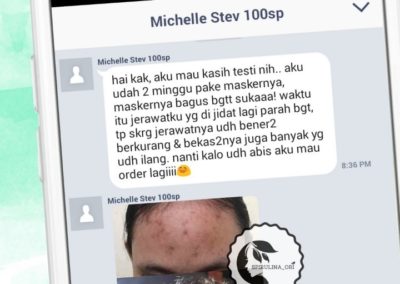 Michelle Stev 100sp
Michelle Stev 100sp
hai kak, aku mau kasih testi nih.. aku
udah 2 minggu pake maskernya,
maskernya bagus bgtt sukaaa! waktu
itu jerawatku yg di jidat lagi parah bgt,
tp skrg jerawatnya udh bener2
berkurang & bekas2nya juga banyak yg
udh ilang. nanti kalo udh abis aku mau
order lagiiii
8:36 PM
Michelle Stev 100sp
SPIRULINA_OBI